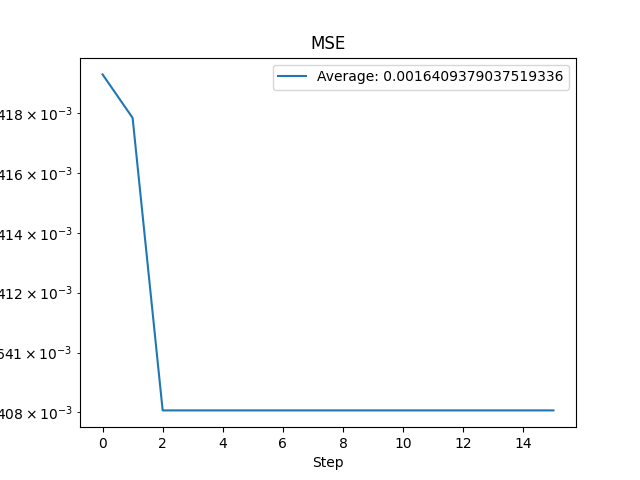 MSE
Average: 0.0016409379037519336
418 × 10⁻³
416 × 10⁻³
414 × 10⁻³
412 × 10⁻³
641 × 10⁻³
408 × 10⁻³
0 2 4 6 8 10 12 14
Step